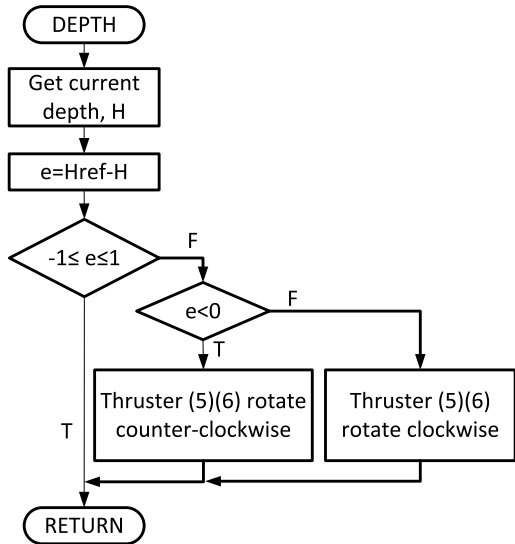 DEPTH
Get current
depth, H
e=Href-H
-1≤ e≤1
F
e<0
F
T
Thruster (5)(6) rotate
counter-clockwise
Thruster (5)(6)
rotate clockwise
T
RETURN